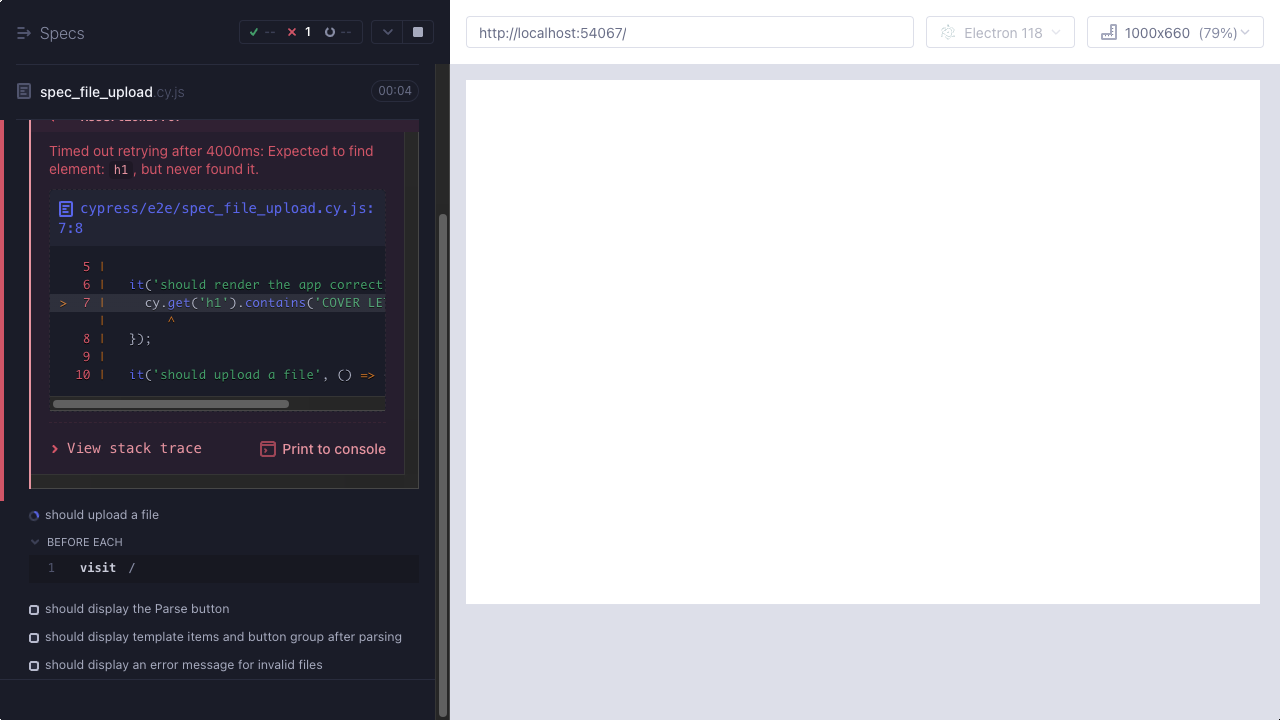 Specs
-- 1 --
http://localhost:54067/
Electron 118
1000x660 (79%)
spec_file_upload.cy.js
00:04
Timed out retrying after 4000ms: Expected to find
element: h1, but never found it.
cypress/e2e/spec_file_upload.cy.js:
7:8
5 |
6 | it('should render the app correctl
> 7 | cy.get('h1').contains('COVER LE
| ^
8 | });
9 |
10 | it('should upload a file', () =>
View stack trace
Print to console
should upload a file
BEFORE EACH
1 visit /
should display the Parse button
should display template items and button group after parsing
should display an error message for invalid files